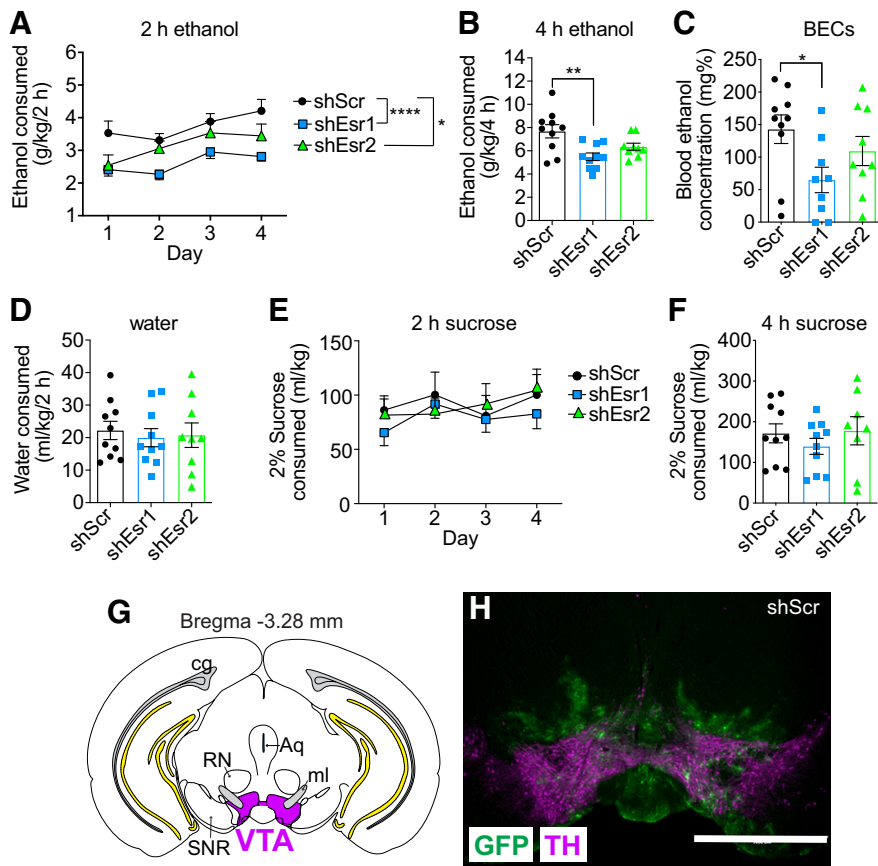 A
2 h ethanol
Ethanol consumed
(g/kg/2 h)
6
5
4
3
2
1
1 2 3 4
Day
shScr
shEsr1
shEsr2
****
*
B
4 h ethanol
Ethanol consumed
(g/kg/4 h)
14
12
10
8
6
4
2
0
**
shScr
shEsr1
shEsr2
C
BECs
Blood ethanol
concentration (mg%)
250
200
150
100
50
0
*
shScr
shEsr1
shEsr2
D
water
Water consumed
(ml/kg/2 h)
50
40
30
20
10
0
shScr
shEsr1
shEsr2
E
2 h sucrose
2% Sucrose
consumed (ml/kg)
150
100
50
0
1 2 3 4
Day
shScr
shEsr1
shEsr2
F
4 h sucrose
2% Sucrose
consumed (ml/kg)
400
300
200
100
0
shScr
shEsr1
shEsr2
G
Bregma -3.28 mm
cg
Aq
RN
ml
SNR
VTA
H
shScr
GFP TH